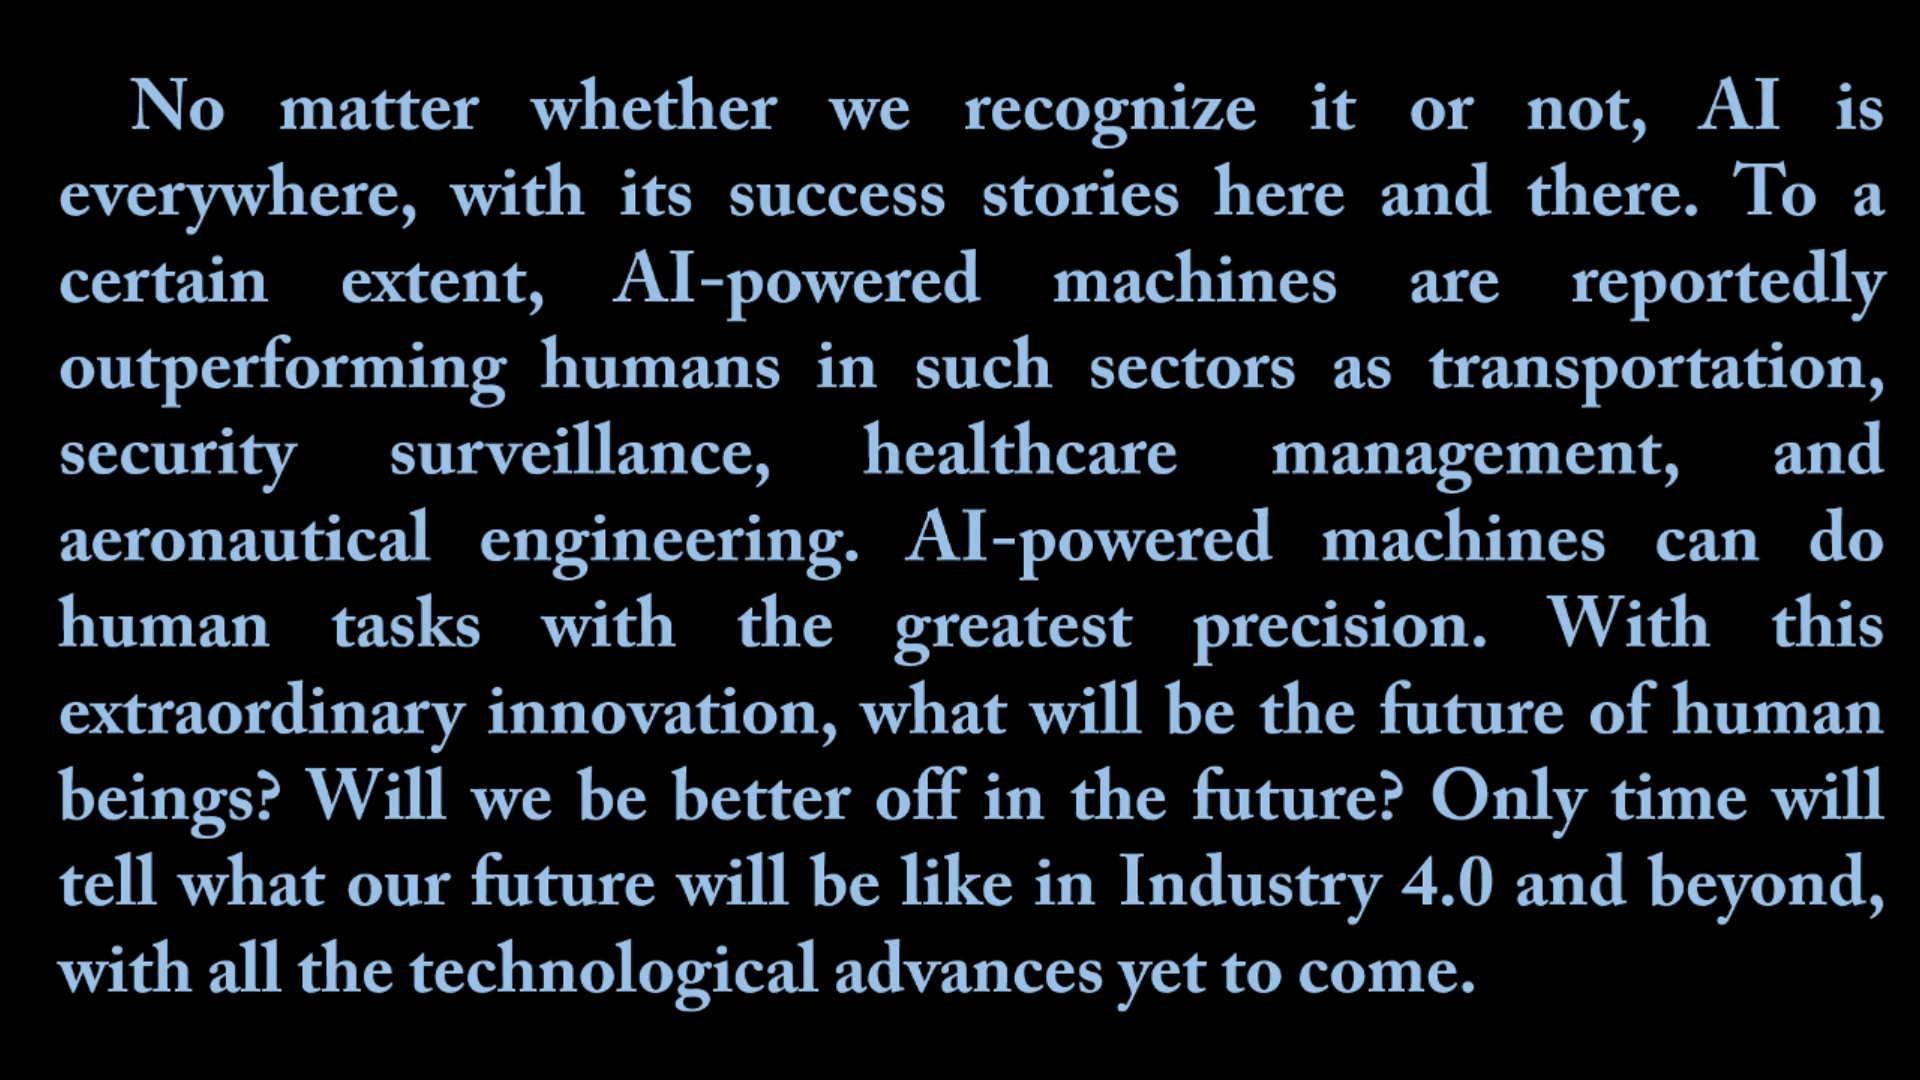 No matter whether we recognize it or not, AI is
everywhere, with its success stories here and there. To a
certain extent, AI-powered machines are reportedly
outperforming humans in such sectors as transportation,
security surveillance, healthcare management, and
aeronautical engineering. AI-powered machines can do
human tasks with the greatest precision. With this
extraordinary innovation, what will be the future of human
beings? Will we be better off in the future? Only time will
tell what our future will be like in Industry 4.0 and beyond,
with all the technological advances yet to come.